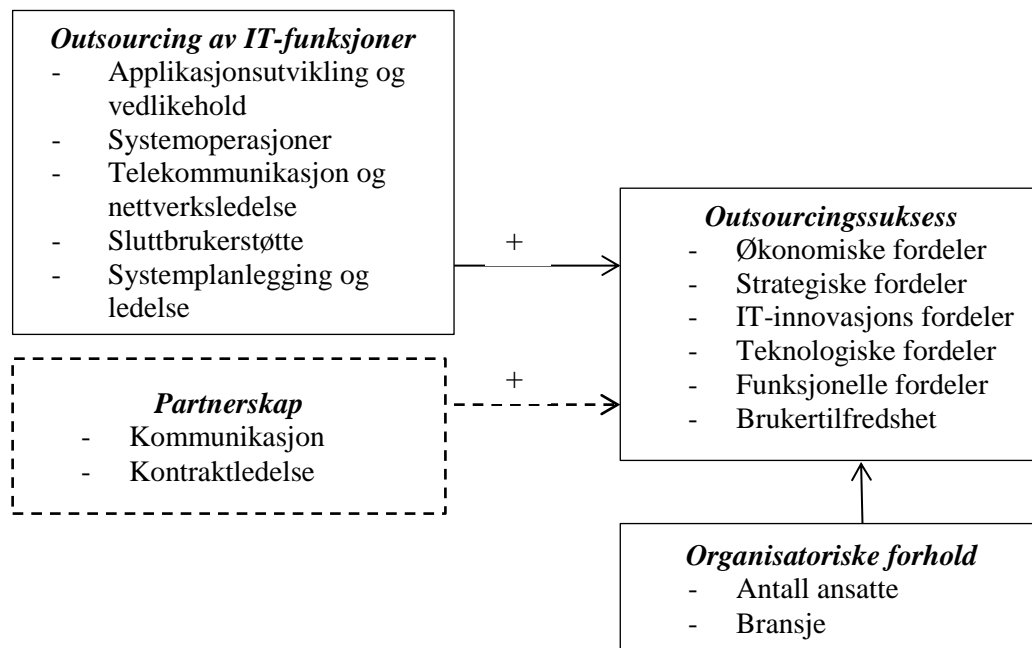 Outsourcing av IT-funksjoner
- Applikasjonsutvikling og
vedlikehold
- Systemoperasjoner
- Telekommunikasjon og
nettverksledelse
- Sluttbrukerstøtte
- Systemplanlegging og
ledelse
+
Partnerskap
- Kommunikasjon
- Kontraktledelse
+
Outsourcingssuksess
- Økonomiske fordeler
- Strategiske fordeler
- IT-innovasjons fordeler
- Teknologiske fordeler
- Funksjonelle fordeler
- Brukertilfredshet
Organisatoriske forhold
- Antall ansatte
- Bransje